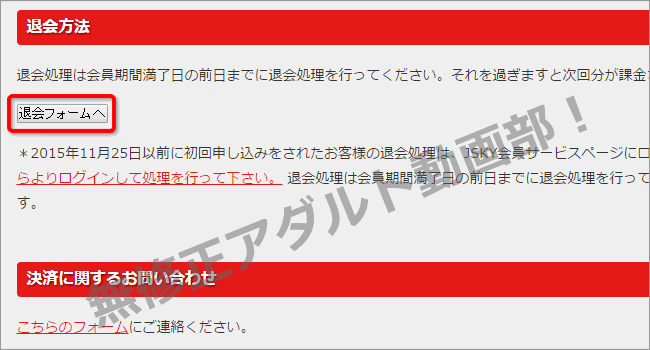 退会方法
退会処理は会員期間満了日の前日までに退会処理を行ってください。それを過ぎますと次回分が課金
退会フォームへ
＊2015年11月25日以前に初回申し込みをされたお客様の退会処理は、JSKY会員サービスページにロ
らよりログインして処理を行って下さい。 退会処理は会員期間満了日の前日までに退会処理を行って
す。
無修正アダルト動画部！
決済に関するお問い合わせ
こちらのフォームにご連絡ください。